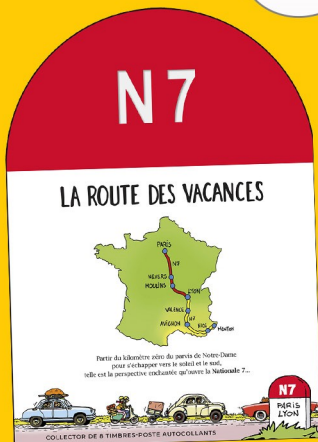 N7
LA ROUTE DES VACANCES
PARIS
N7
NEVERS
MOULINS
LYON
VALENCE
N7
AVIGNON
NICE
MENTON
Partir du kilomètre zéro du parvis de Notre-Dame
pour s'échapper vers le soleil et le sud,
telle est la perspective enchantée qu'ouvre la Nationale 7...
N7
PARIS
LYON
COLLECTOR DE 8 TIMBRES-POSTE AUTOCOLLANTS